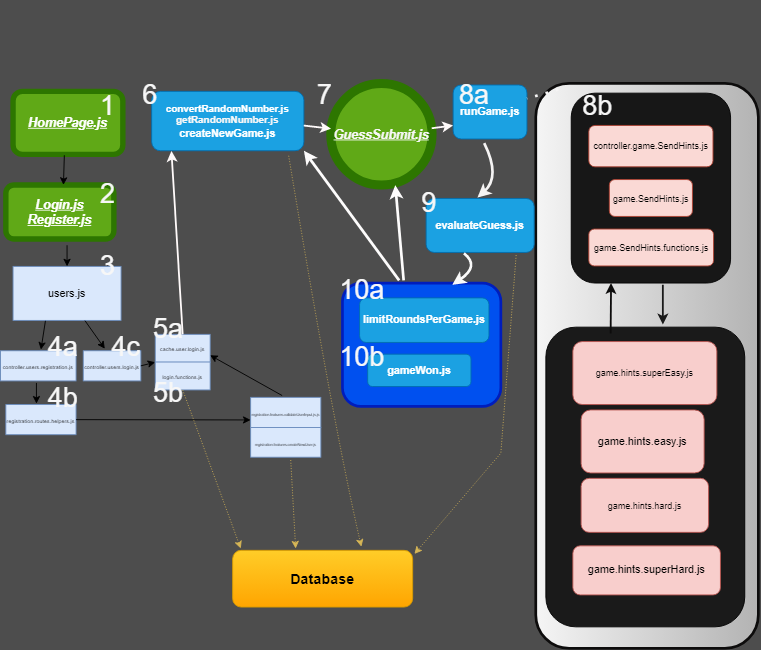 1
HomePage.js
2
Login.js
Register.js
3
users.js
4a
controller.users.registration.js
4c
controller.users.login.js
4b
registration.routes.helpers.js
5a
cache.user.login.js
login.functions.js
5b
6
convertRandomNumber.js
getRandomNumber.js
createNewGame.js
7
GuessSubmit.js
8a
runGame.js
9
evaluateGuess.js
10a
limitRoundsPerGame.js
10b
gameWon.js
Database
8b
controller.game.SendHints.js
game.SendHints.js
game.SendHints.functions.js
game.hints.superEasy.js
game.hints.easy.js
game.hints.hard.js
game.hints.superHard.js